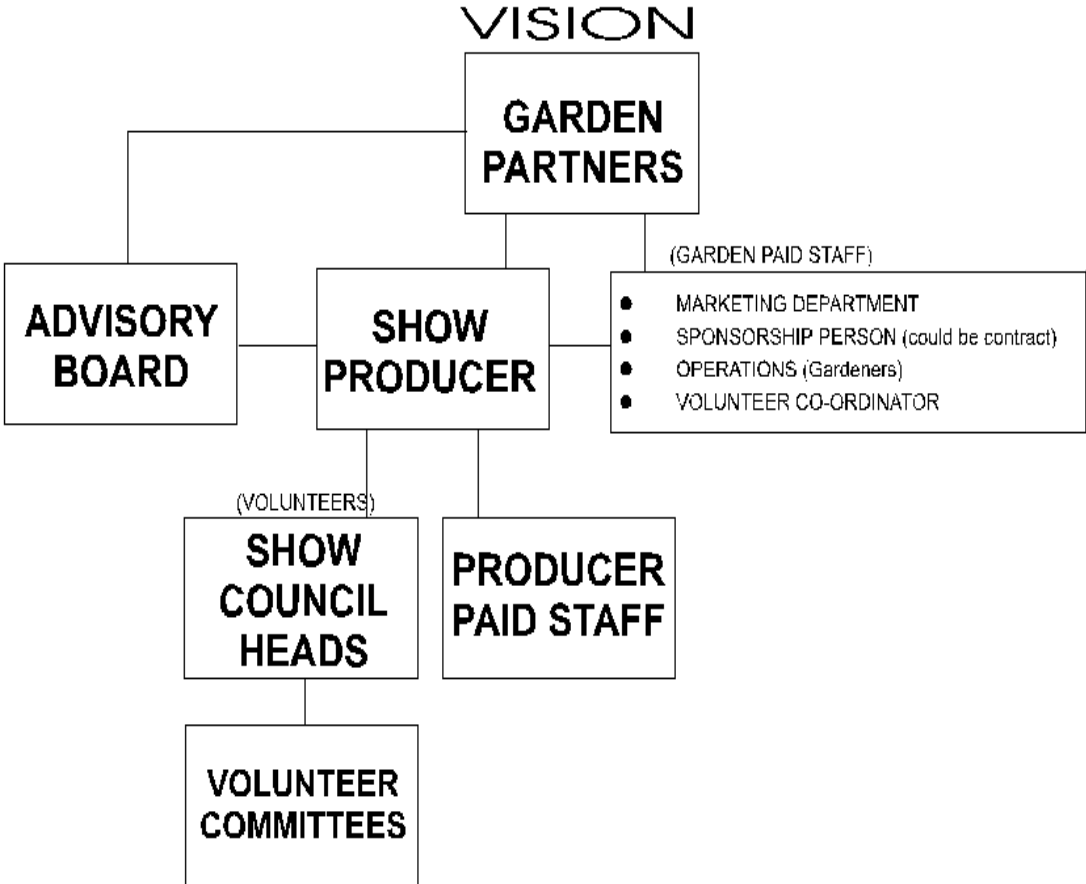 VISION
GARDEN
PARTNERS
(GARDEN PAID STAFF)
ADVISORY
BOARD
SHOW
PRODUCER
● MARKETING DEPARTMENT
● SPONSORSHIP PERSON (could be contract)
● OPERATIONS (Gardeners)
● VOLUNTEER CO-ORDINATOR
(VOLUNTEERS)
SHOW
COUNCIL
HEADS
PRODUCER
PAID STAFF
VOLUNTEER
COMMITTEES